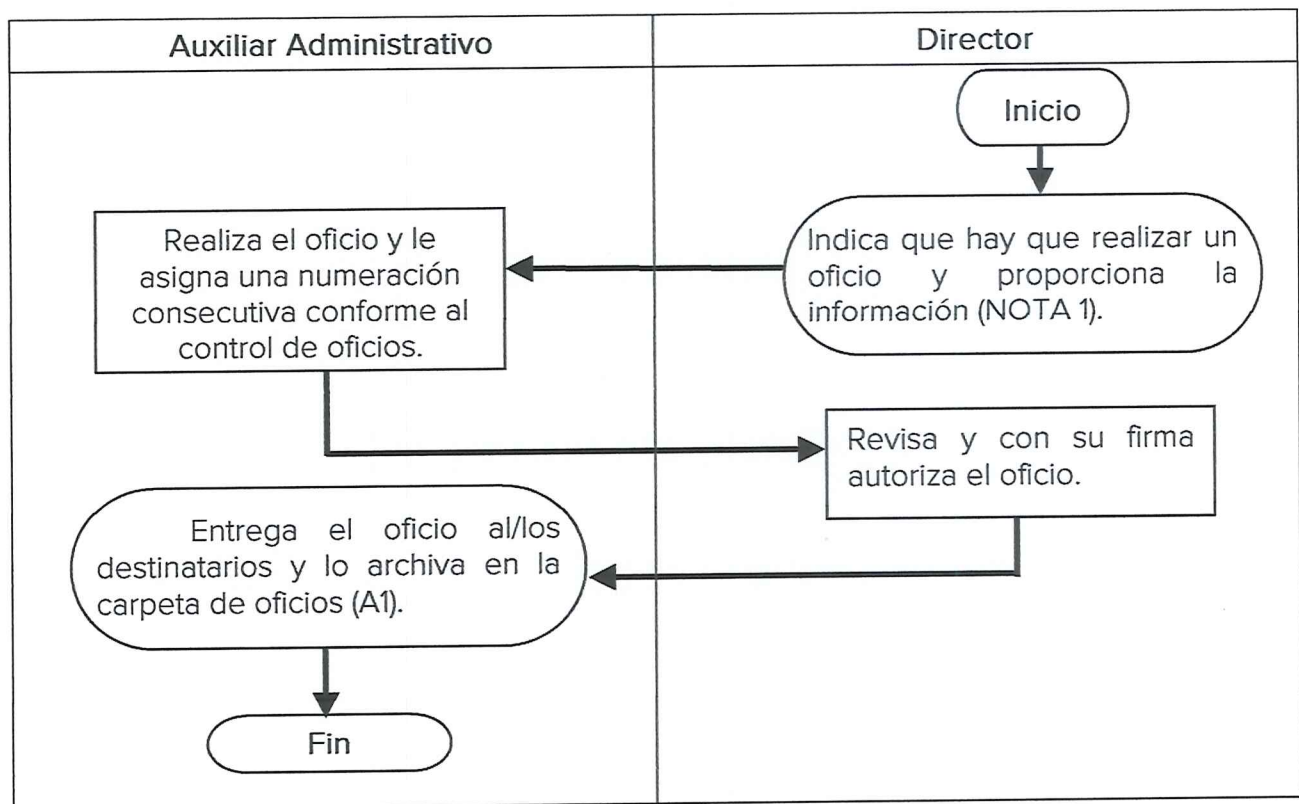 Auxiliar Administrativo
Director
Inicio
Indica que hay que realizar un
oficio y proporciona la
información (NOTA 1).
Realiza el oficio y le
asigna una numeración
consecutiva conforme al
control de oficios.
Revisa y con su firma
autoriza el oficio.
Entrega el oficio al/los
destinatarios y lo archiva en la
carpeta de oficios (A1).
Fin